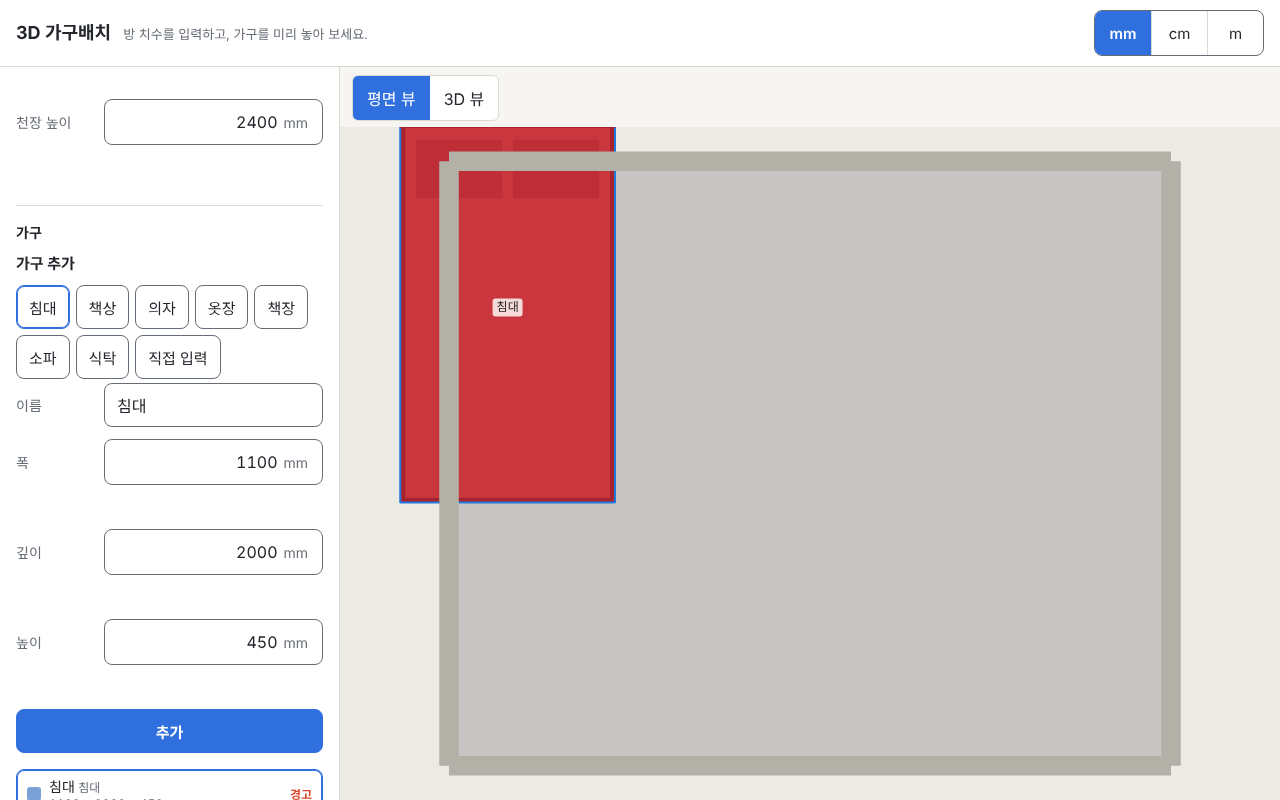 3D 가구배치 방 치수를 입력하고, 가구를 미리 놓아 보세요. mm cm m
평면 뷰 3D 뷰
천장 높이 2400 mm
가구
가구 추가
침대 책상 의자 옷장 책장
소파 식탁 직접 입력
이름 침대
폭 1100 mm
깊이 2000 mm
높이 450 mm
추가
침대 침대 경고
침대